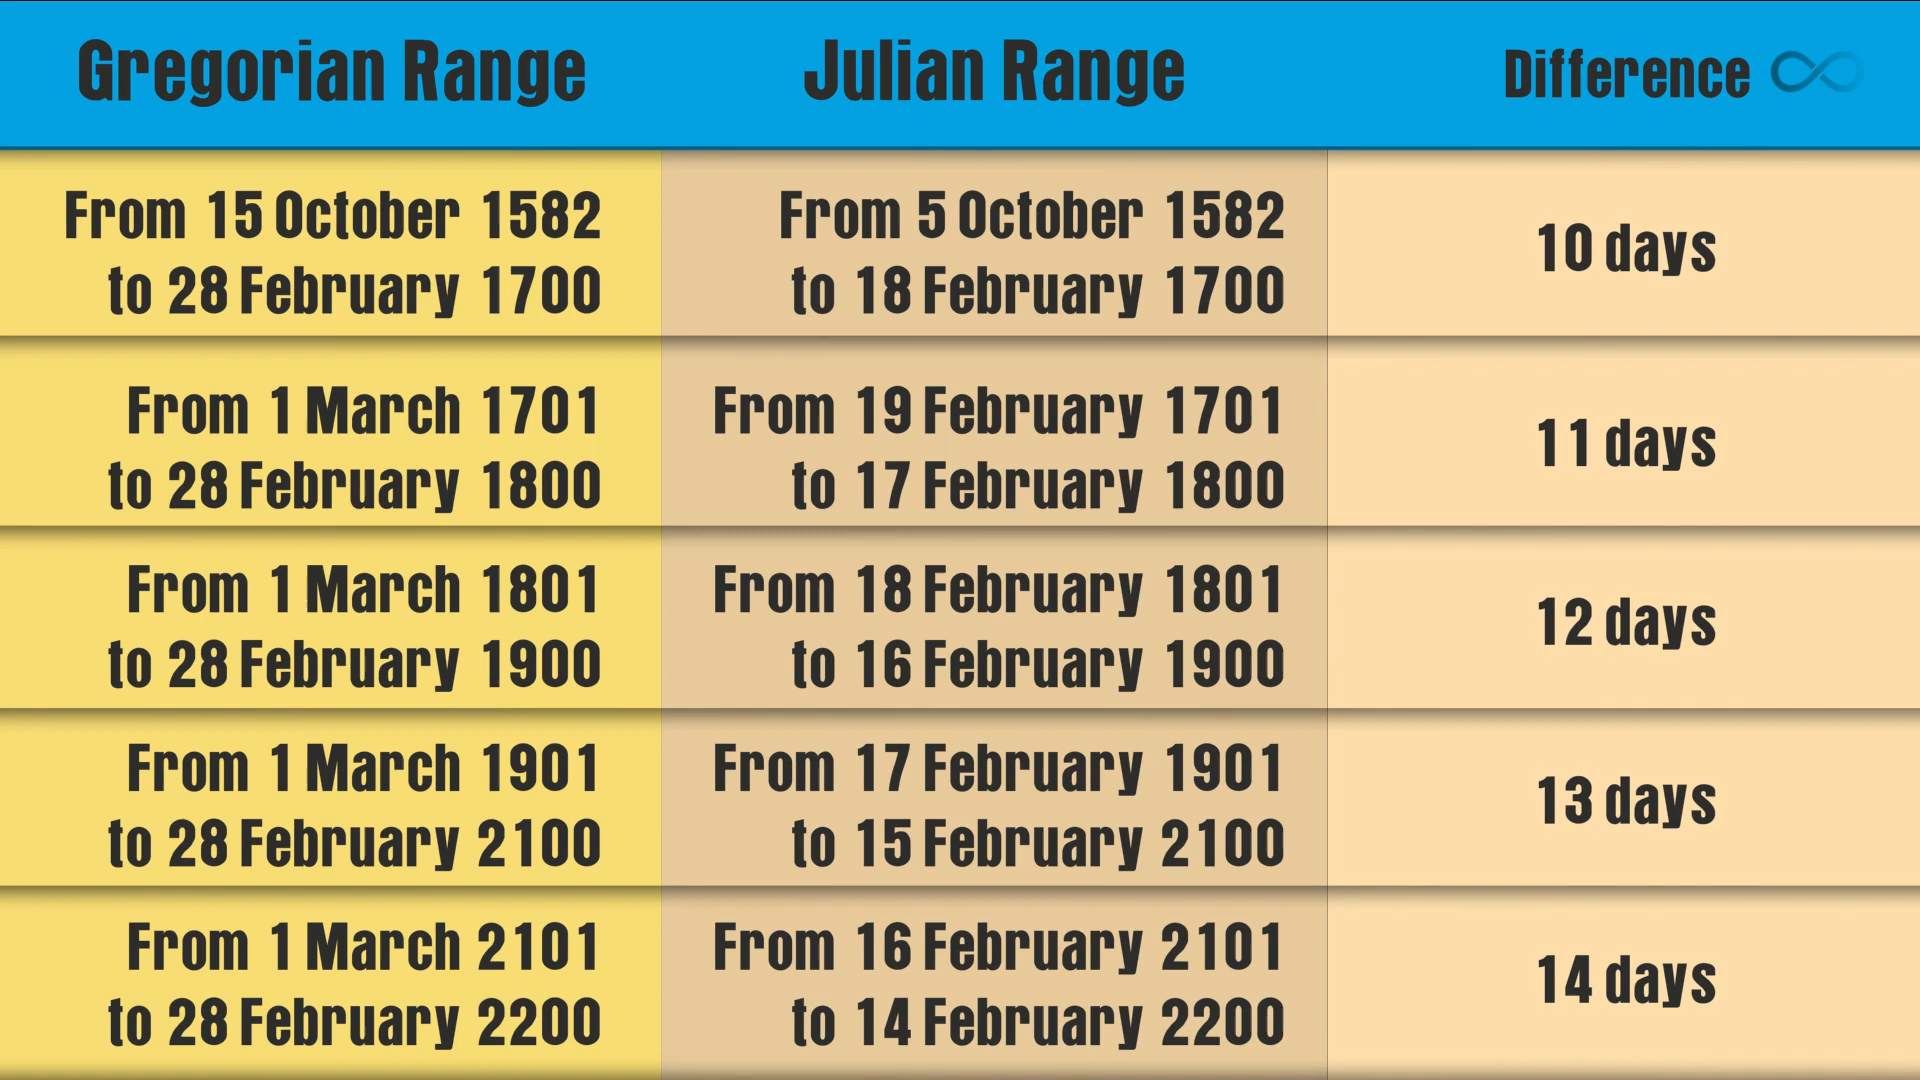 Gregorian Range
Julian Range
Difference
From 15 October 1582
to 28 February 1700
From 5 October 1582
to 18 February 1700
10 days
From 1 March 1701
to 28 February 1800
From 19 February 1701
to 17 February 1800
11 days
From 1 March 1801
to 28 February 1900
From 18 February 1801
to 16 February 1900
12 days
From 1 March 1901
to 28 February 2100
From 17 February 1901
to 15 February 2100
13 days
From 1 March 2101
to 28 February 2200
From 16 February 2101
to 14 February 2200
14 days